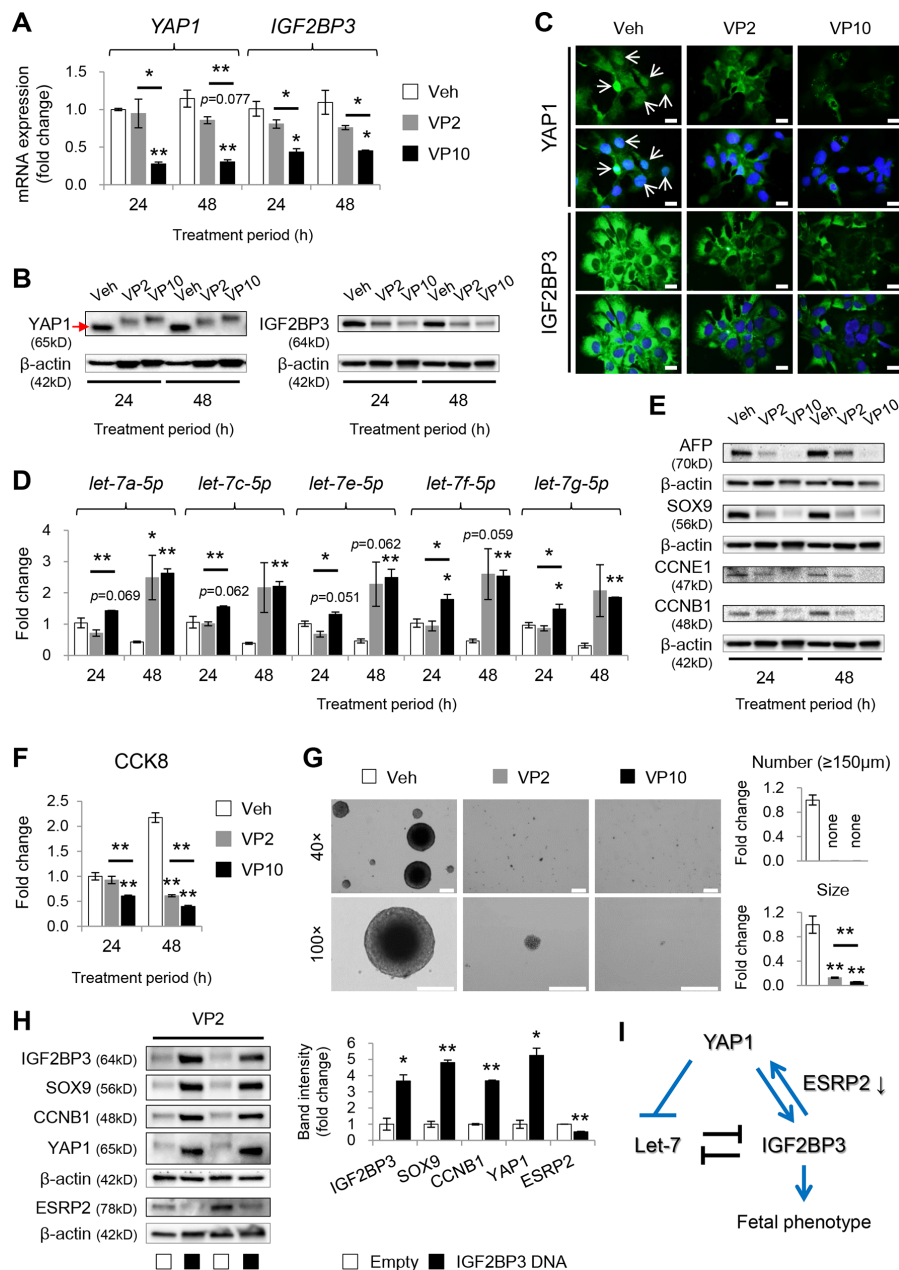 A
YAP1 IGF2BP3
mRNA expression
(fold change)
1.5
1.0
0.5
0.0
* ** p=0.077 * *
** ** * *
24 48 24 48
Treatment period (h)
Veh
VP2
VP10
B
Veh VP2 VP10 Veh VP2 VP10
YAP1
(65kD)
β-actin
(42kD)
24 48
Treatment period (h)
Veh VP2 VP10 Veh VP2 VP10
IGF2BP3
(64kD)
β-actin
(42kD)
24 48
Treatment period (h)
C
Veh VP2 VP10
YAP1
IGF2BP3
D
let-7a-5p let-7c-5p let-7e-5p let-7f-5p let-7g-5p
Fold change
4
3
2
1
0
** p=0.069 * **
** p=0.062 **
* p=0.051 p=0.062 **
* * p=0.059 **
* * **
24 48 24 48 24 48 24 48 24 48
Treatment period (h)
E
Veh VP2 VP10 Veh VP2 VP10
AFP
(70kD)
β-actin
SOX9
(56kD)
β-actin
CCNE1
(47kD)
CCNB1
(48kD)
β-actin
(42kD)
24 48
Treatment period (h)
F
CCK8
Fold change
2.5
2.0
1.5
1.0
0.5
0.0
** ** ** ** **
24 48
Treatment period (h)
Veh
VP2
VP10
G
Veh VP2 VP10
40×
100×
Number (≥150µm)
Fold change
1.2
0.8
0.4
0.0
none none
Size
Fold change
1.2
0.8
0.4
0.0
**
** **
H
VP2
IGF2BP3 (64kD)
SOX9 (56kD)
CCNB1 (48kD)
YAP1 (65kD)
β-actin (42kD)
ESRP2 (78kD)
β-actin (42kD)
Band intensity
(fold change)
6
5
4
3
2
1
0
* ** ** * **
IGF2BP3 SOX9 CCNB1 YAP1 ESRP2
Empty IGF2BP3 DNA
I
YAP1
ESRP2 ↓
Let-7 IGF2BP3
Fetal phenotype